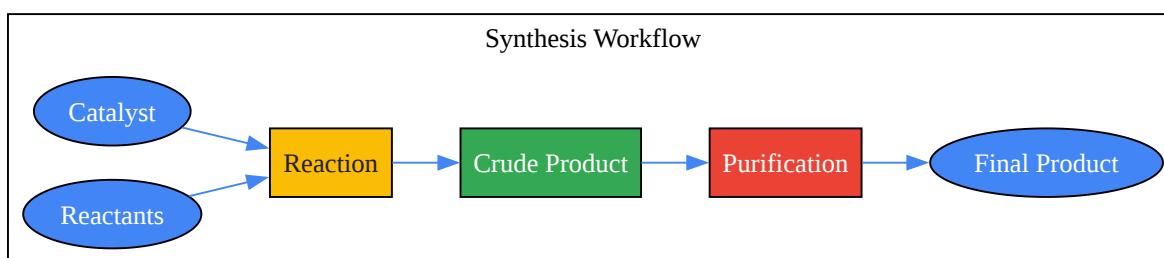 Synthesis Workflow
Catalyst
Reactants
Reaction
Crude Product
Purification
Final Product